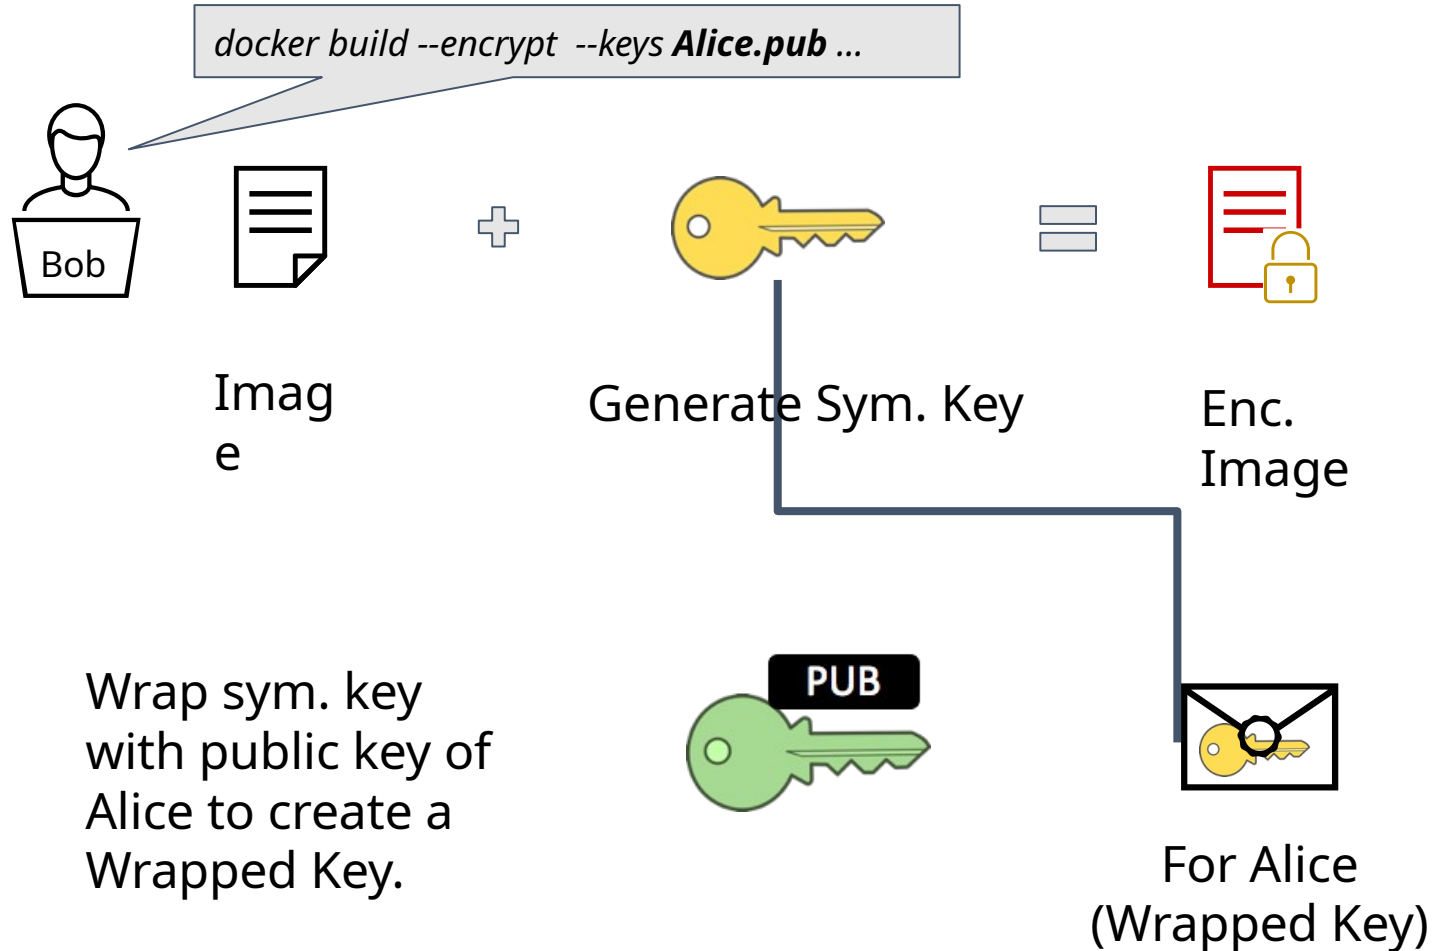 docker build --encrypt  --keys Alice.pub ...
Bob
Imag
e
Generate Sym. Key
Enc.
Image
Wrap sym. key
with public key of
Alice to create a
Wrapped Key.
PUB
For Alice
(Wrapped Key)